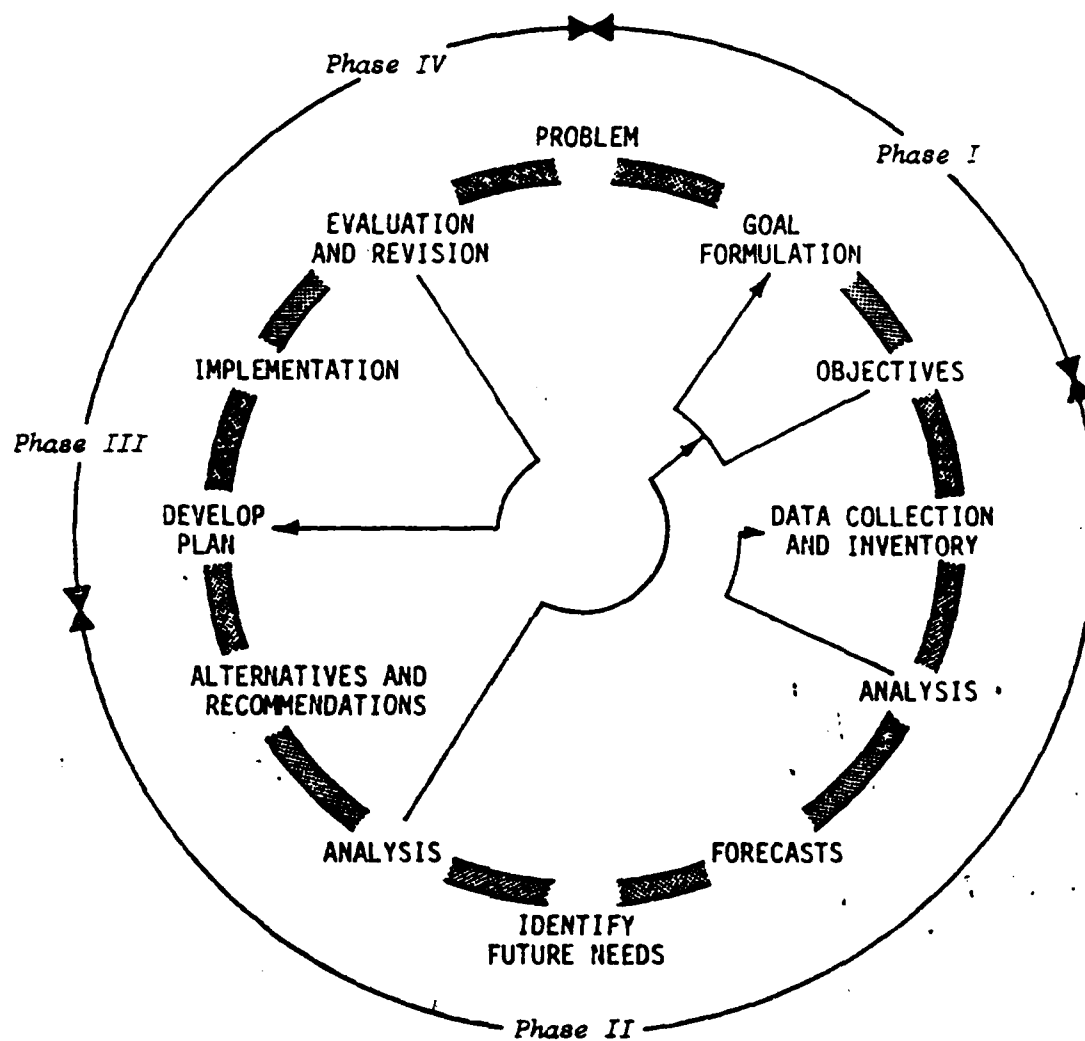 Phase IV
PROBLEM
Phase I
EVALUATION
AND REVISION
GOAL
FORMULATION
IMPLEMENTATION
OBJECTIVES
Phase III
DEVELOP
PLAN
DATA COLLECTION
AND INVENTORY
ALTERNATIVES AND
RECOMMENDATIONS
ANALYSIS
ANALYSIS
FORECASTS
IDENTIFY
FUTURE NEEDS
Phase II